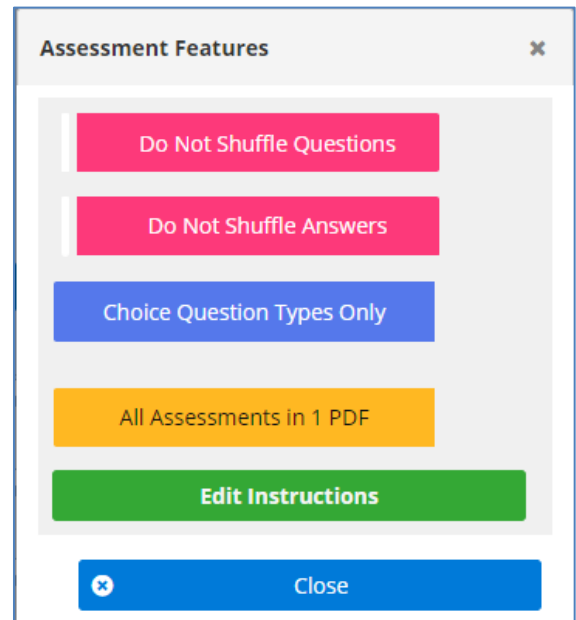 Assessment Features
Do Not Shuffle Questions
Do Not Shuffle Answers
Choice Question Types Only
All Assessments in 1 PDF
Edit Instructions
Close